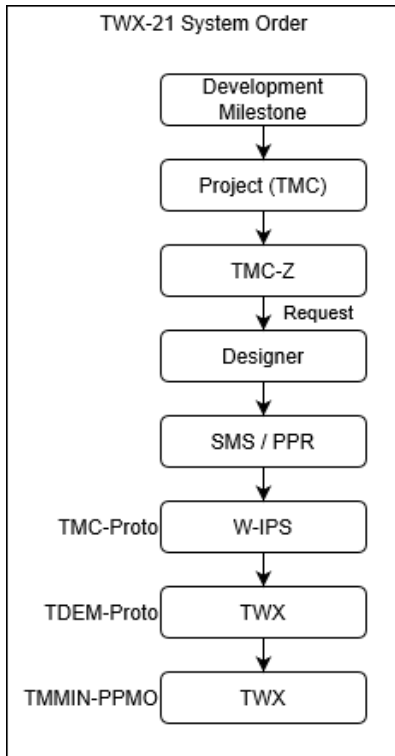 TWX-21 System Order
Development
Milestone
Project (TMC)
TMC-Z
Request
Designer
SMS / PPR
TMC-Proto
W-IPS
TDEM-Proto
TWX
TMMIN-PPMO
TWX